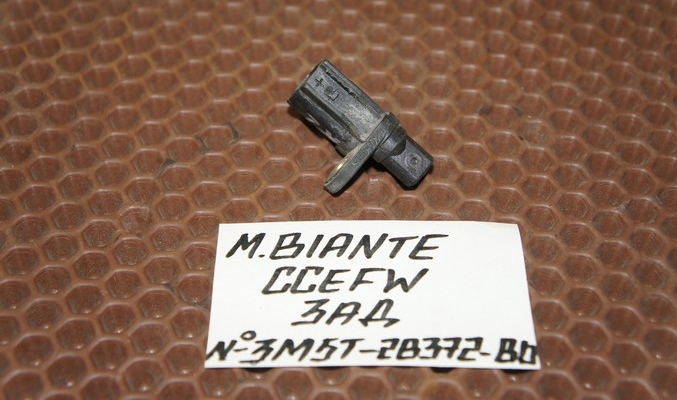 M.BIANTE
CCEFW
ЗАД
№3M5T-2B372-BD